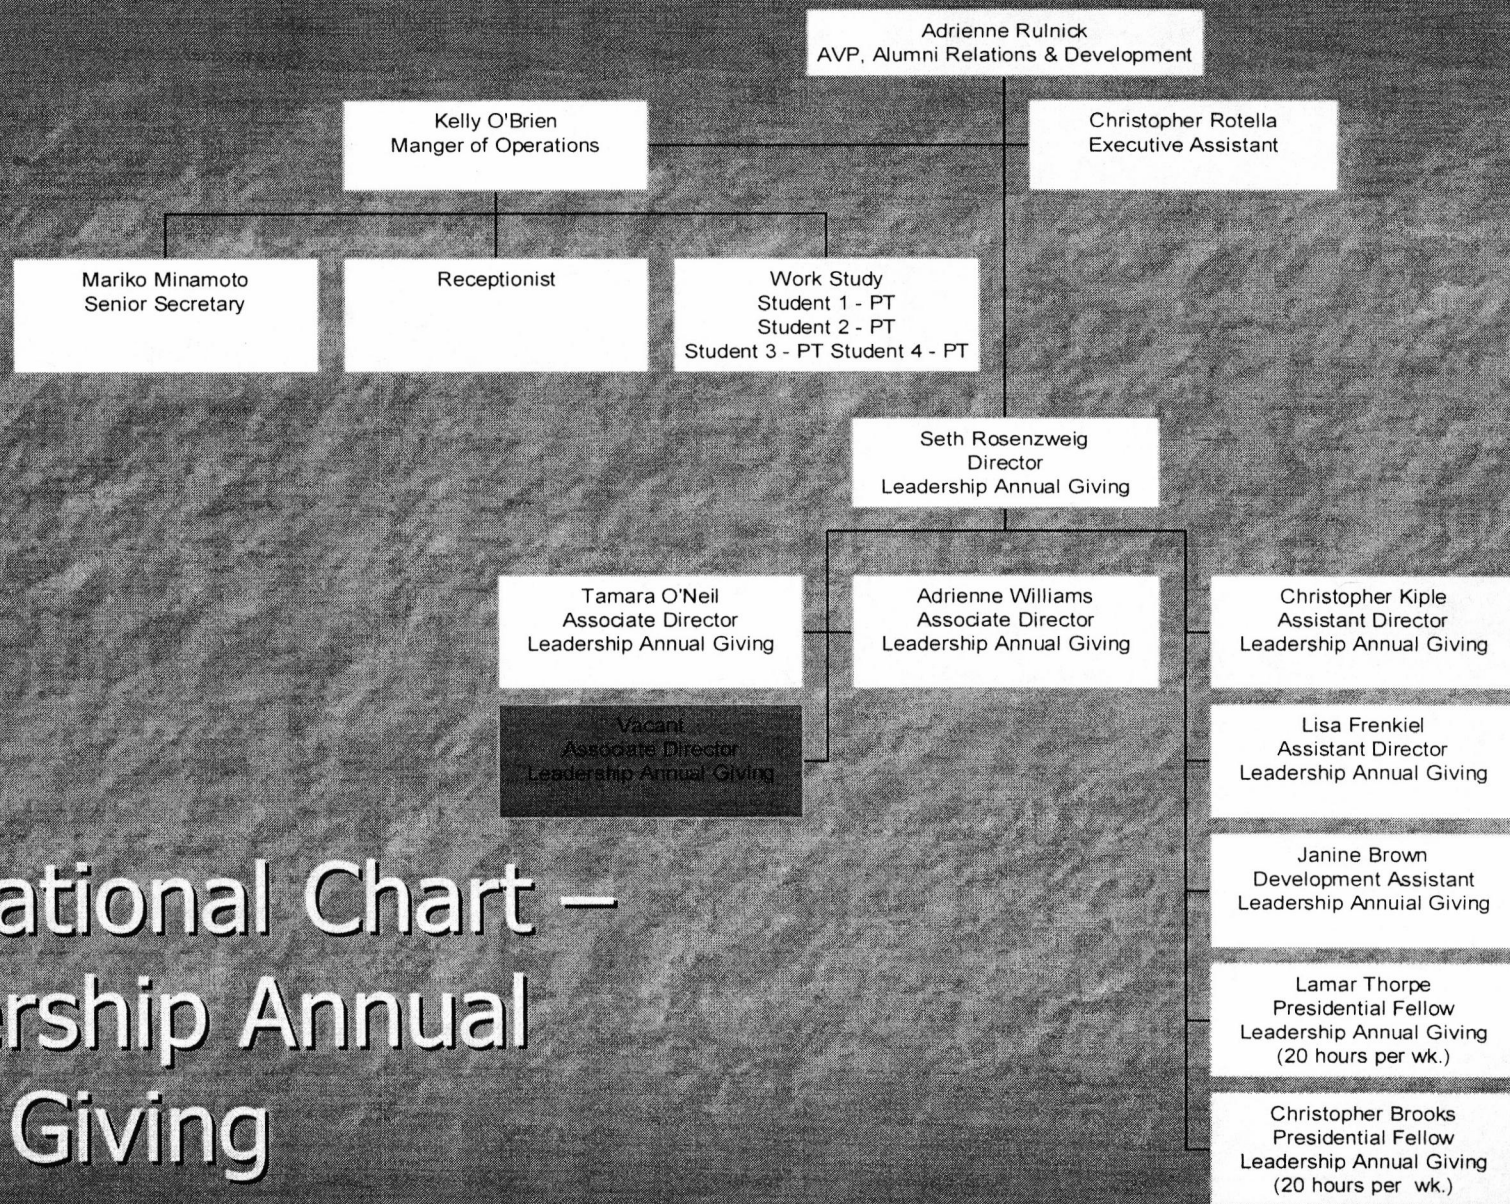 Adrienne Rulnick
AVP, Alumni Relations & Development
Kelly O'Brien
Manger of Operations
Christopher Rotella
Executive Assistant
Mariko Minamoto
Senior Secretary
Receptionist
Work Study
Student 1 - PT
Student 2 - PT
Student 3 - PT Student 4 - PT
Seth Rosenzweig
Director
Leadership Annual Giving
Tamara O'Neil
Associate Director
Leadership Annual Giving
Adrienne Williams
Associate Director
Leadership Annual Giving
Christopher Kiple
Assistant Director
Leadership Annual Giving
Vacant
Associate Director
Leadership Annual Giving
Lisa Frenkiel
Assistant Director
Leadership Annual Giving
Janine Brown
Development Assistant
Leadership Annuial Giving
Lamar Thorpe
Presidential Fellow
Leadership Annual Giving
(20 hours per wk.)
Christopher Brooks
Presidential Fellow
Leadership Annual Giving
(20 hours per wk.)
ational Chart –
rship Annual
Giving